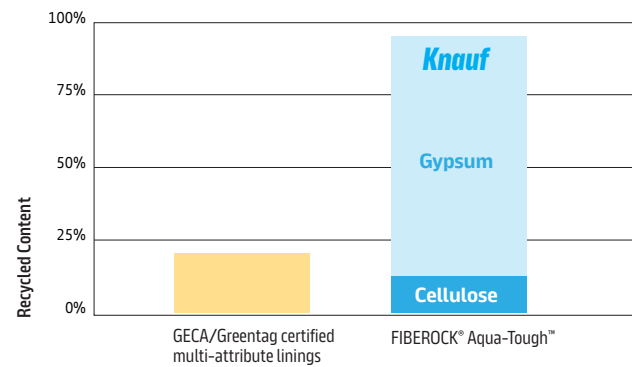 100%
75%
50%
25%
0%
Recycled Content
Knauf
Gypsum
Cellulose
GECA/Greentag certified
multi-attribute linings
FIBEROCK® Aqua-Tough™